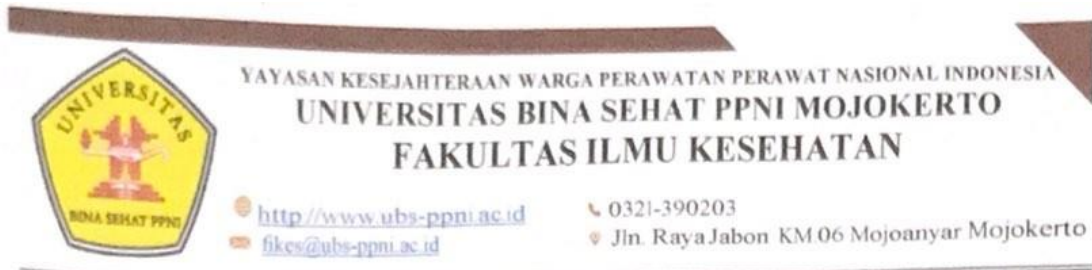 YAYASAN KESEJAHTERAAN WARGA PERAWATAN PERAWAT NASIONAL INDONESIA
UNIVERSITAS BINA SEHAT PPNI MOJOKERTO
FAKULTAS ILMU KESEHATAN
UNIVERSITAS
BINA SEHAT PPNI
http://www.ubs-ppni.ac.id
0321-390203
fikes@ubs-ppni.ac.id
Jln. Raya Jabon KM 06 Mojoanyar Mojokerto